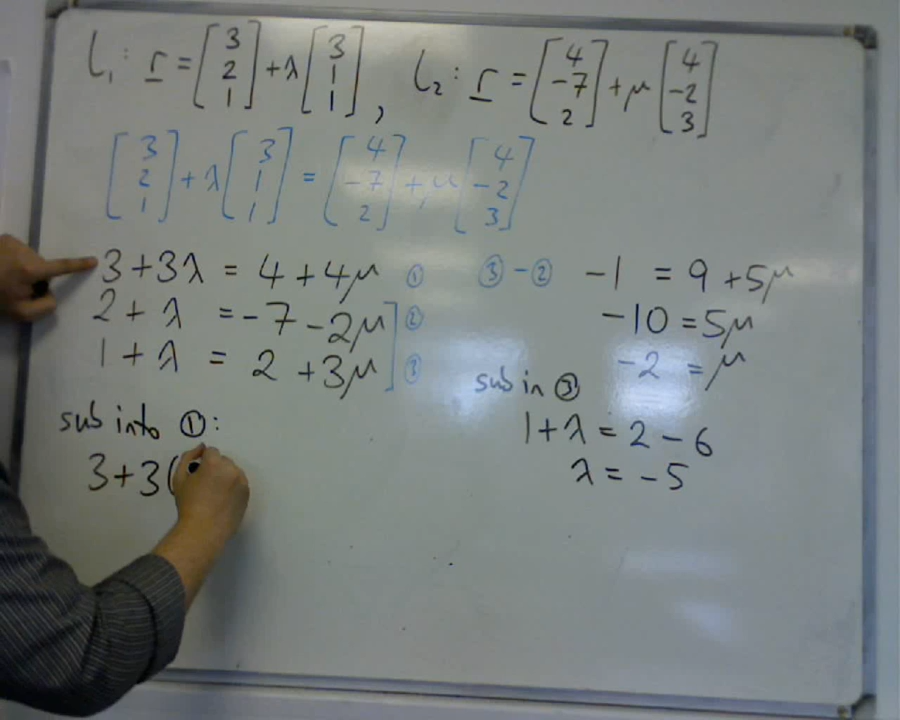 l₁: r = [3 2 1] + λ [3 1 1], l₂: r = [4 -7 2] + μ [4 -2 3]
[3 2 1] + λ [3 1 1] = [4 -7 2] + μ [4 -2 3]
3 + 3λ = 4 + 4μ ①
2 + λ = -7 - 2μ ②
1 + λ = 2 + 3μ ③
③ - ② -1 = 9 + 5μ
-10 = 5μ
-2 = μ
sub in ③
1 + λ = 2 - 6
λ = -5
sub into ①:
3 + 3(